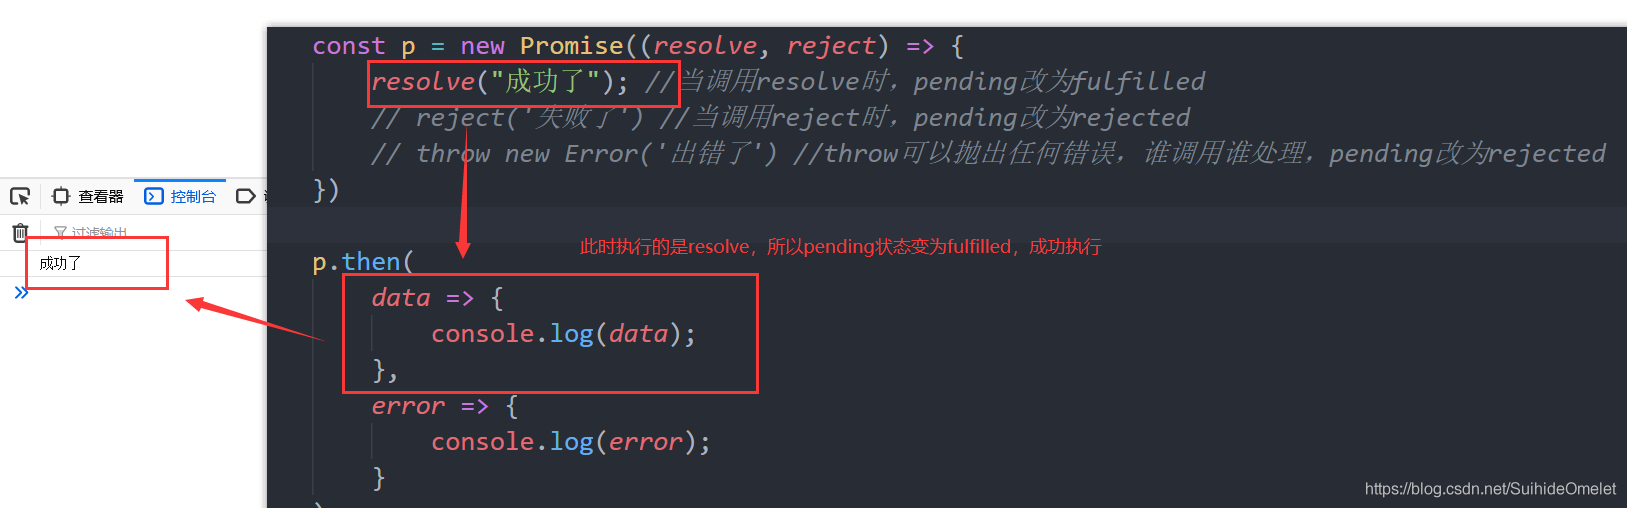 const p = new Promise((resolve, reject) => {
resolve("成功了"); //当调用resolve时，pending改为fulfilled
// reject('失败了') //当调用reject时，pending改为rejected
// throw new Error('出错了') //throw可以抛出任何错误，谁调用谁处理，pending改为rejected
})
查看器 控制台
过滤输出
此时执行的是resolve，所以pending状态变为fulfilled，成功执行
成功了
p.then(
data => {
console.log(data);
},
error => {
console.log(error);
}
https://blog.csdn.net/SuihideOmelet